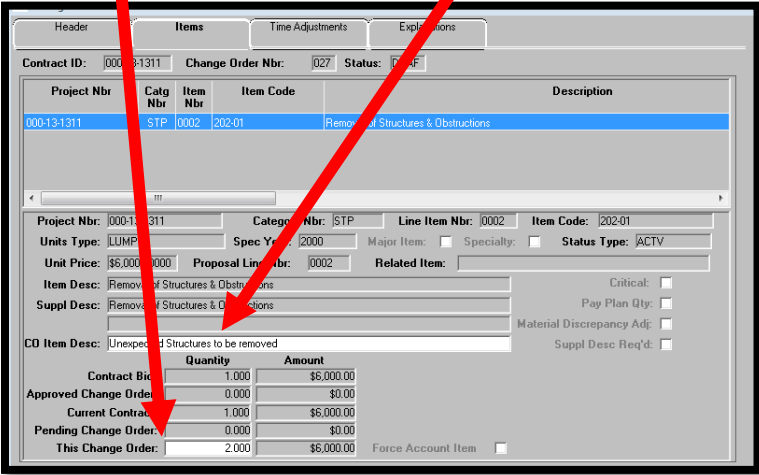 Header Items Time Adjustments Explanations
Contract ID: Change Order Nbr: 027 Status:
Project Nbr Catg Nbr Item Nbr Item Code Description
000-13-1311 STP 0002 202-01 Removal of Structures & Obstructions
Project Nbr: Category Nbr: STP Line Item Nbr: 0002 Item Code: 202-01
Units Type: LUMP Spec Year: 2000 Major Item: Specialty: Status Type: ACTV
Unit Price: Proposal Line Nbr: 0002 Related Item:
Item Desc: Removal of Structures & Obstructions Critical:
Suppl Desc: Removal of Structures & Obstructions Pay Plan Qty:
Material Discrepancy Adj:
CO Item Desc: Unexpected Structures to be removed Suppl Desc Req'd:
Quantity Amount
Contract Bid: 1.000 $6,000.00
Approved Change Order: 0.000 $0.00
Current Contract: 1.000 $6,000.00
Pending Change Order: 0.000 $0.00
This Change Order: 2.000 $6,000.00 Force Account Item